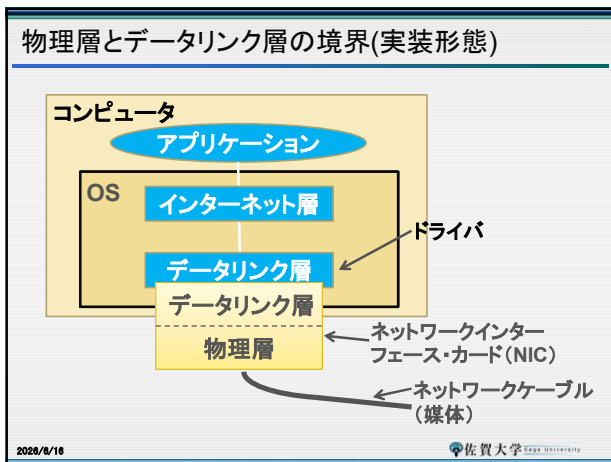 物理層とデータリンク層の境界(実装形態)
コンピュータ
アプリケーション
OS
インターネット層
ドライバ
データリンク層
データリンク層
物理層
ネットワークインター
フェース・カード(NIC)
ネットワークケーブル
(媒体)
2026/6/16
佐賀大学 Saga University